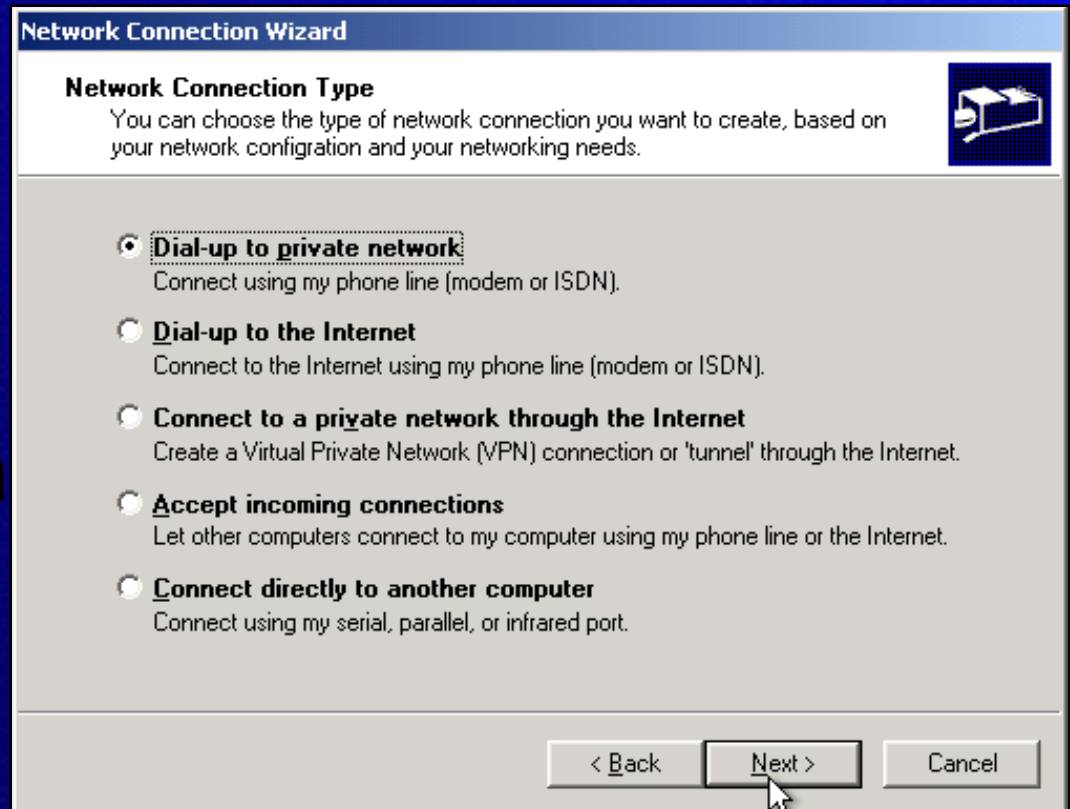 Network Connection Wizard
Network Connection Type
You can choose the type of network connection you want to create, based on
your network configration and your networking needs.
Dial-up to private network
Connect using my phone line (modem or ISDN).
Dial-up to the Internet
Connect to the Internet using my phone line (modem or ISDN).
Connect to a private network through the Internet
Create a Virtual Private Network (VPN) connection or 'tunnel' through the Internet.
Accept incoming connections
Let other computers connect to my computer using my phone line or the Internet.
Connect directly to another computer
Connect using my serial, parallel, or infrared port.
< Back Next > Cancel